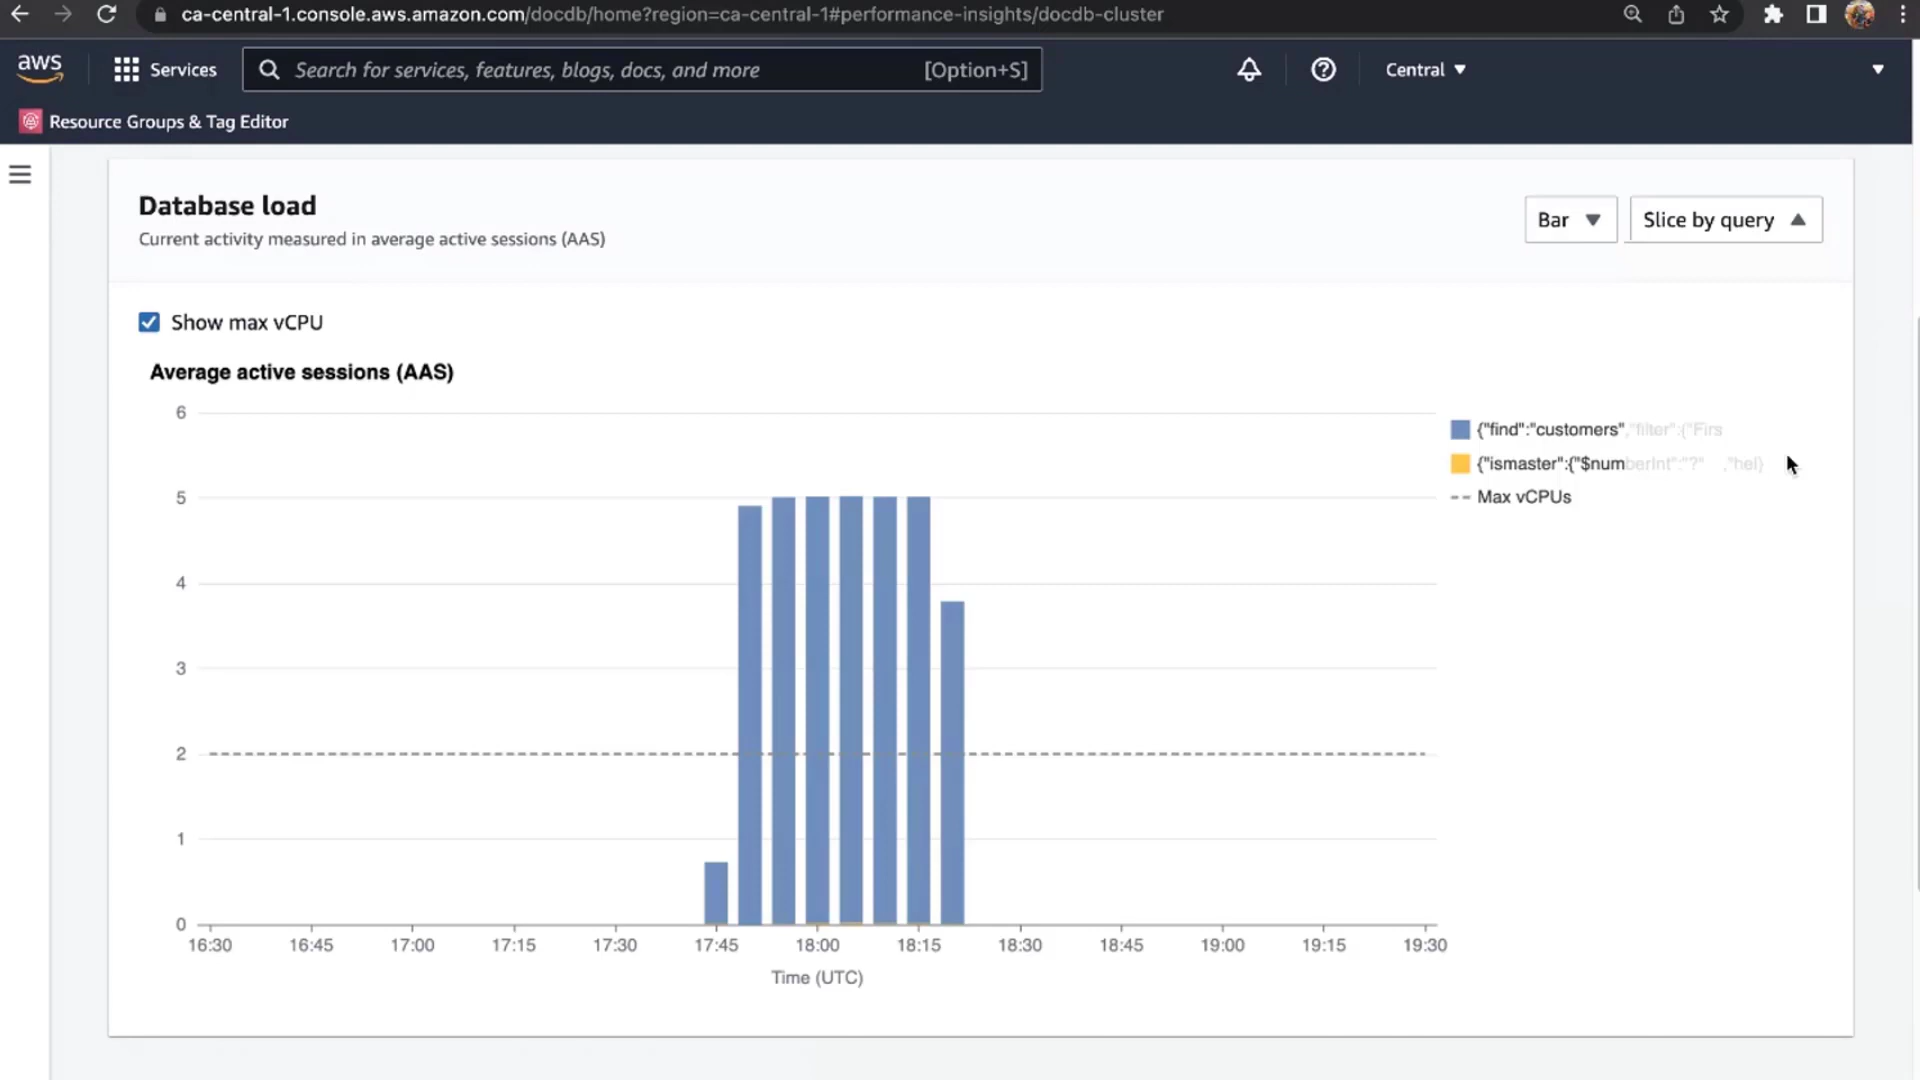 ca-central-1.console.aws.amazon.com/docdb/home?region=ca-central-1#performance-insights/docdb-cluster
aws
Services
Search for services, features, blogs, docs, and more
[Option+S]
Central
Resource Groups & Tag Editor
Database load
Current activity measured in average active sessions (AAS)
Bar
Slice by query
Show max vCPU
Average active sessions (AAS)
6
{"find":"customers","filter":{"Firs
{"ismaster":{"$numberInt":"?" ,"hel}
5
Max vCPUs
4
3
2
1
0
16:30 16:45 17:00 17:15 17:30 17:45 18:00 18:15 18:30 18:45 19:00 19:15 19:30
Time (UTC)